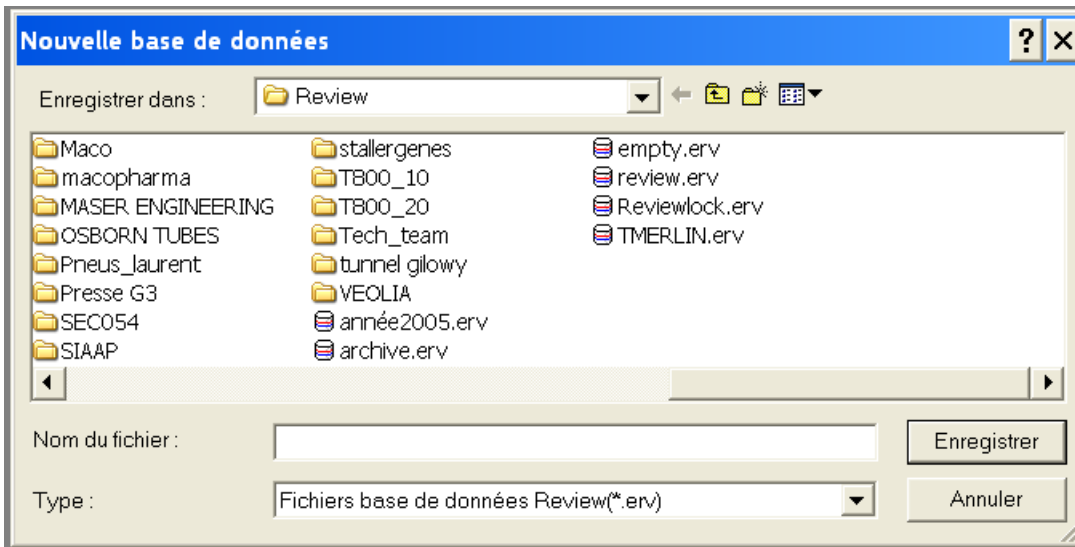 Nouvelle base de données
Enregistrer dans :
Review
Maco
macopharma
MASER ENGINEERING
OSBORN TUBES
Pneus_laurent
Presse G3
SEC054
SIAAP
stallergenes
T800_10
T800_20
Tech_team
tunnel gilowy
VEOLIA
année2005.erv
archive.erv
empty.erv
review.erv
Reviewlock.erv
TMERLIN.erv
Nom du fichier :
Enregistrer
Type :
Fichiers base de données Review(*.erv)
Annuler